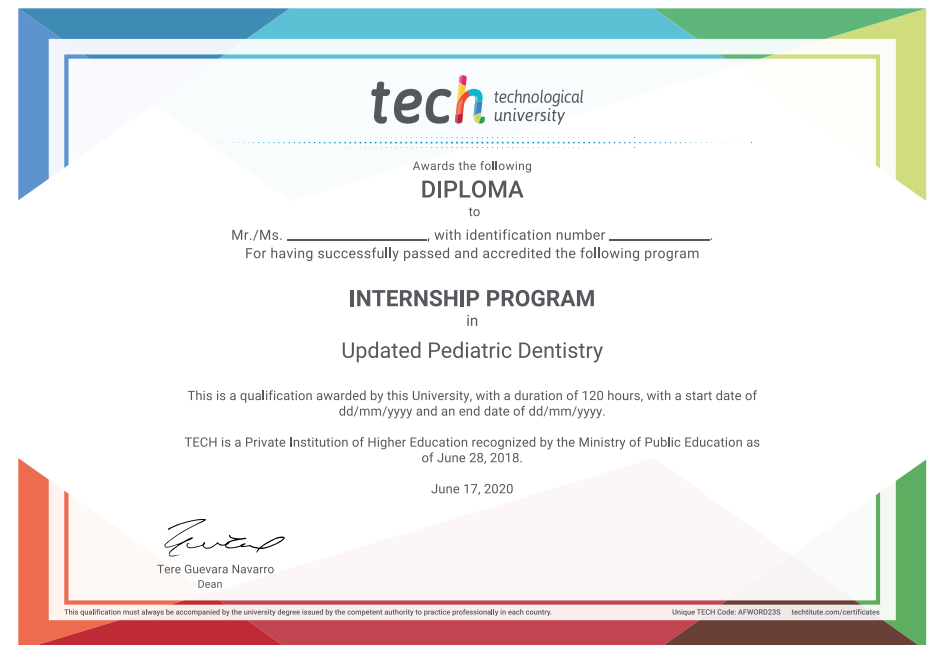 tech technological
university
Awards the following
DIPLOMA
to
Mr./Ms. ____________________, with identification number ______________.
For having successfully passed and accredited the following program
INTERNSHIP PROGRAM
in
Updated Pediatric Dentistry
This is a qualification awarded by this University, with a duration of 120 hours, with a start date of
dd/mm/yyyy and an end date of dd/mm/yyyy.
TECH is a Private Institution of Higher Education recognized by the Ministry of Public Education as
of June 28, 2018.
June 17, 2020
Tere Guevara Navarro
Dean
This qualification must always be accompanied by the university degree issued by the competent authority to practice professionally in each country.
Unique TECH Code: AFWORD23S techtitute.com/certificates